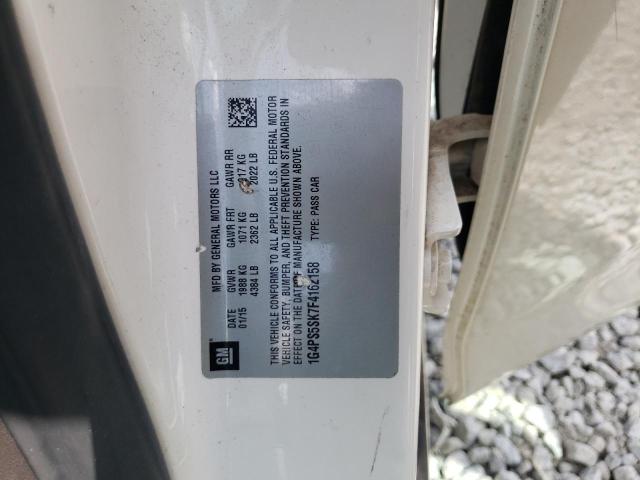 MFD BY GENERAL MOTORS LLC
DATE GVWR GAWR FRT GAWR RR
01/15 1988 KG 1071 KG 917 KG
4384 LB 2362 LB 2022 LB
THIS VEHICLE CONFORMS TO ALL APPLICABLE U.S. FEDERAL MOTOR
VEHICLE SAFETY, BUMPER, AND THEFT PREVENTION STANDARDS IN
EFFECT ON THE DATE OF MANUFACTURE SHOWN ABOVE.
1G4PS5SK7F4162158 TYPE: PASS CAR
GM